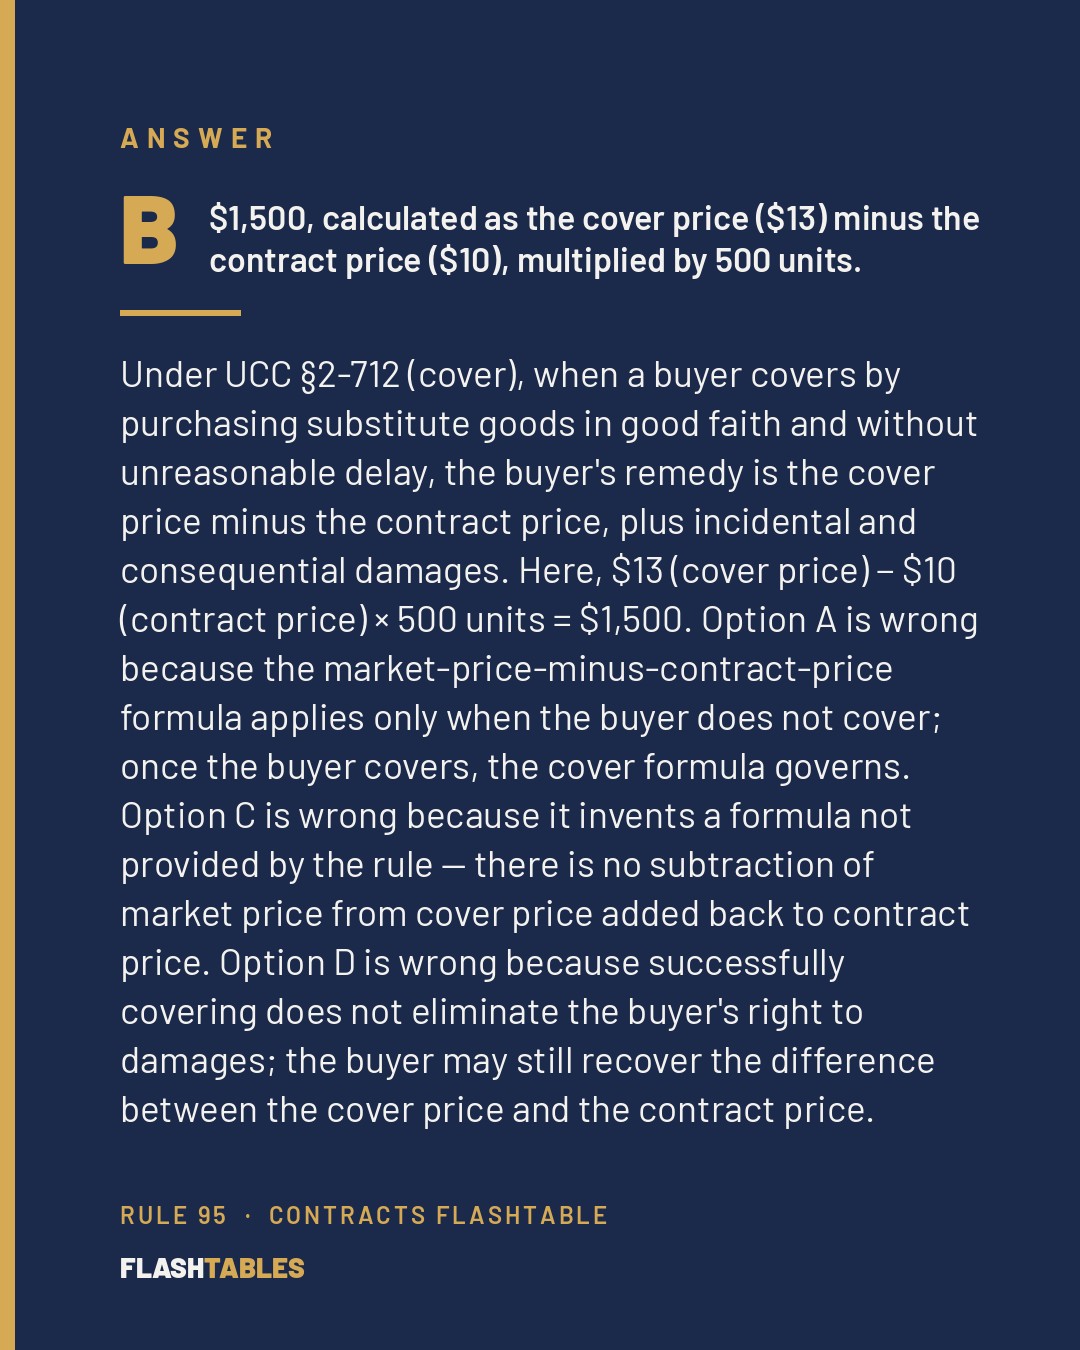 ANSWER
B
$1,500, calculated as the cover price ($13) minus the
contract price ($10), multiplied by 500 units.
Under UCC §2-712 (cover), when a buyer covers by
purchasing substitute goods in good faith and without
unreasonable delay, the buyer's remedy is the cover
price minus the contract price, plus incidental and
consequential damages. Here, $13 (cover price) – $10
(contract price) × 500 units = $1,500. Option A is wrong
because the market-price-minus-contract-price
formula applies only when the buyer does not cover;
once the buyer covers, the cover formula governs.
Option C is wrong because it invents a formula not
provided by the rule — there is no subtraction of
market price from cover price added back to contract
price. Option D is wrong because successfully
covering does not eliminate the buyer's right to
damages; the buyer may still recover the difference
between the cover price and the contract price.
RULE 95 · CONTRACTS FLASHTABLE
FLASHTABLES